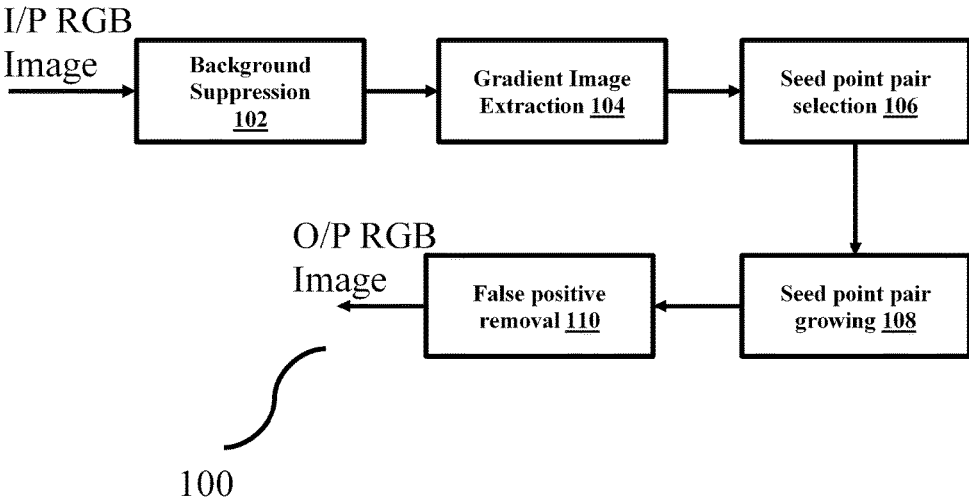 I/P RGB
Image
Background
Suppression
102
Gradient Image
Extraction 104
Seed point pair
selection 106
O/P RGB
Image
False positive
removal 110
Seed point pair
growing 108
100